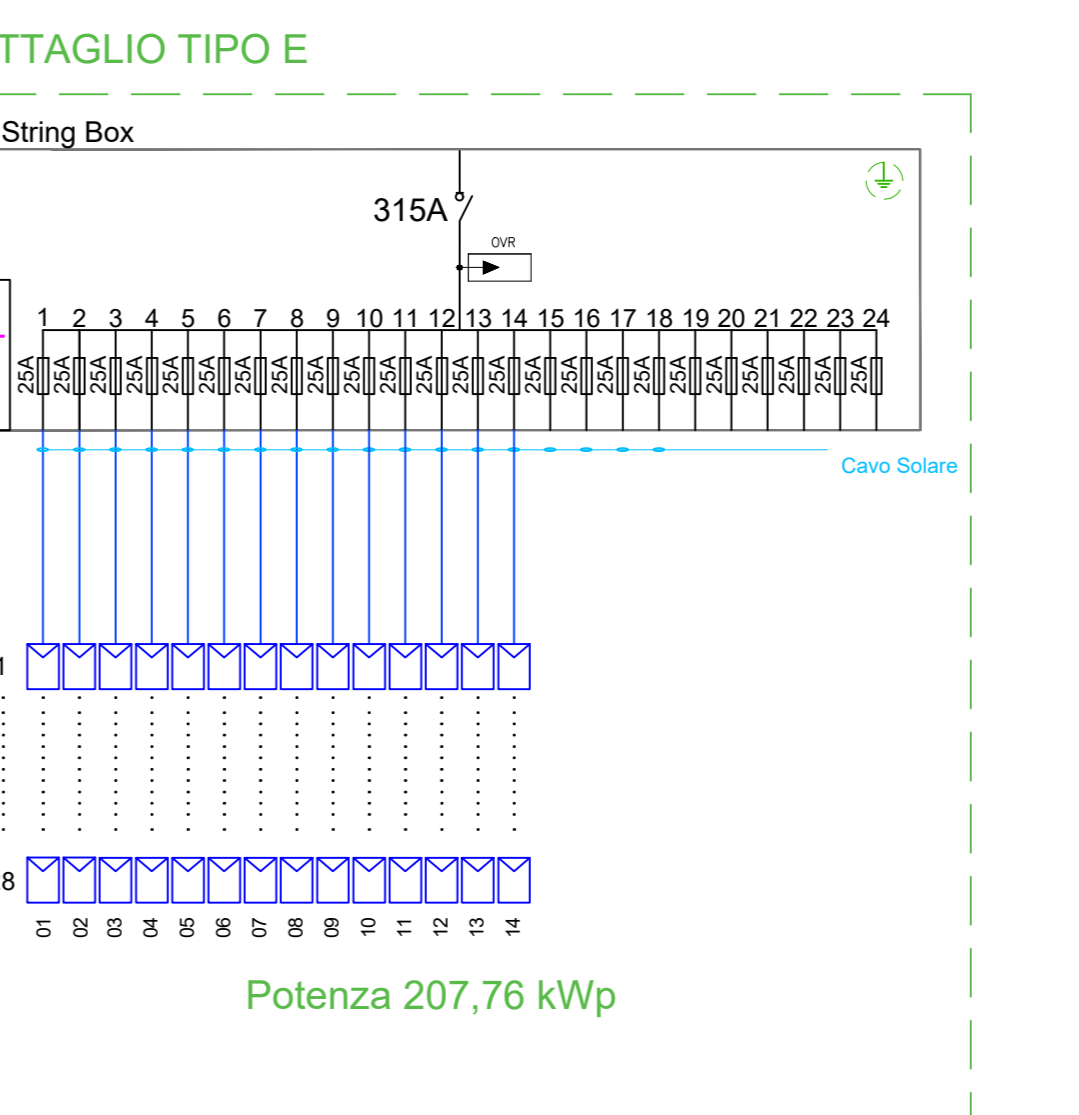 TTAGLIO TIPO E
String Box
315A
OVR
1 2 3 4 5 6 7 8 9 10 11 12 13 14 15 16 17 18 19 20 21 22 23 24
25A 25A 25A 25A 25A 25A 25A 25A 25A 25A 25A 25A 25A 25A 25A 25A 25A 25A 25A 25A 25A 25A 25A 25A
Cavo Solare
1
8
01 02 03 04 05 06 07 08 09 10 11 12 13 14
Potenza 207,76 kWp